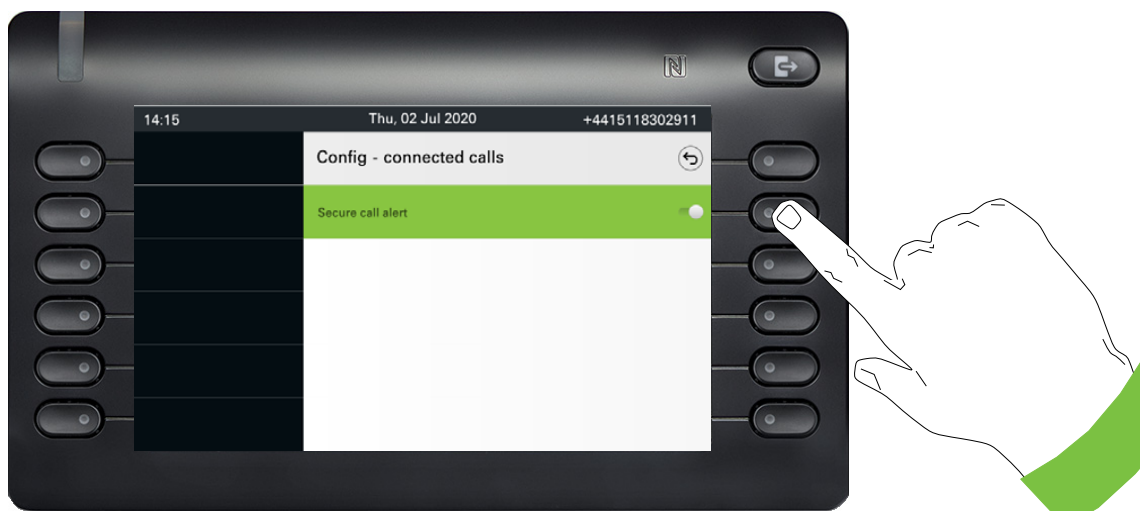 14:15 Thu, 02 Jul 2020 +4415118302911
Config - connected calls
Secure call alert